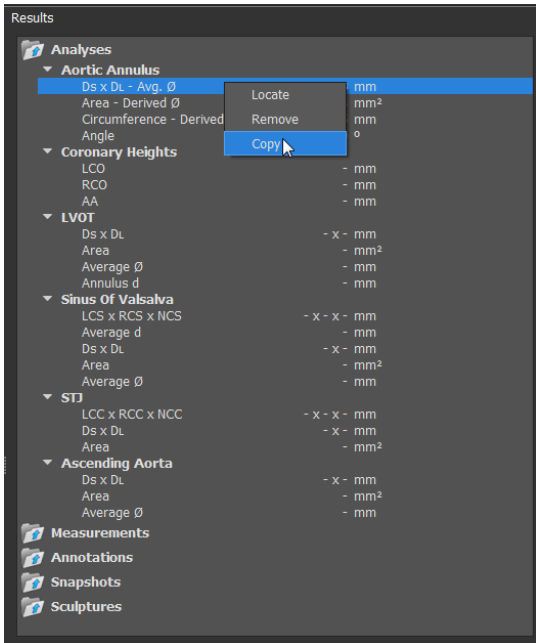 Results
Analyses
Aortic Annulus
Ds x DL - Avg. Ø mm
Area - Derived Ø mm²
Circumference - Derived mm
Angle °
Locate
Remove
Copy
Coronary Heights
LCO - mm
RCO - mm
AA - mm
LVOT
Ds x DL - x - mm
Area - mm²
Average Ø - mm
Annulus d - mm
Sinus Of Valsalva
LCS x RCS x NCS - x - x - mm
Average d - mm
Ds x DL - x - mm
Area - mm²
Average Ø - mm
STJ
LCC x RCC x NCC - x - x - mm
Ds x DL - x - mm
Area - mm²
Ascending Aorta
Ds x DL - x - mm
Area - mm²
Average Ø - mm
Measurements
Annotations
Snapshots
Sculptures